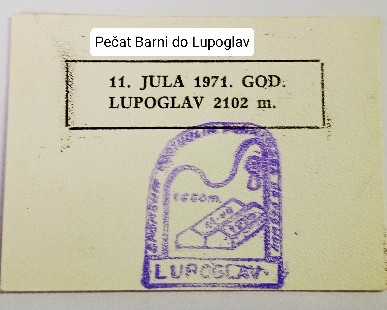 Pečat Barni do Lupoglav
11. JULA 1971. GOD.
LUPOGLAV 2102 m.
LUPOGLAV